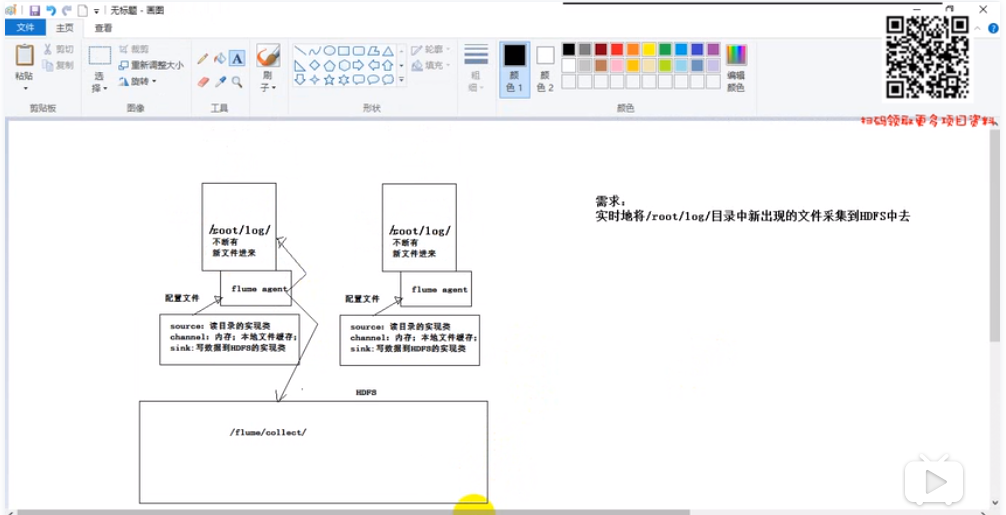 无标题 - 画图
文件
主页
查看
粘贴
剪切
复制
剪贴板
选择
裁剪
重新调整大小
旋转
图像
工具
刷子
形状
轮廓
填充
粗细
颜色 1
颜色 2
编辑颜色
颜色
扫码领取更多项目资料
需求:
实时地将/root/log/目录中新出现的文件采集到HDFS中去
/root/log/
不断有
新文件进来
flume agent
配置文件
source: 读目录的实现类
channel: 内存; 本地文件缓存;
sink:写数据到HDFS的实现类
/root/log/
不断有
新文件进来
flume agent
配置文件
source: 读目录的实现类
channel: 内存; 本地文件缓存;
sink:写数据到HDFS的实现类
HDFS
/flume/collect/